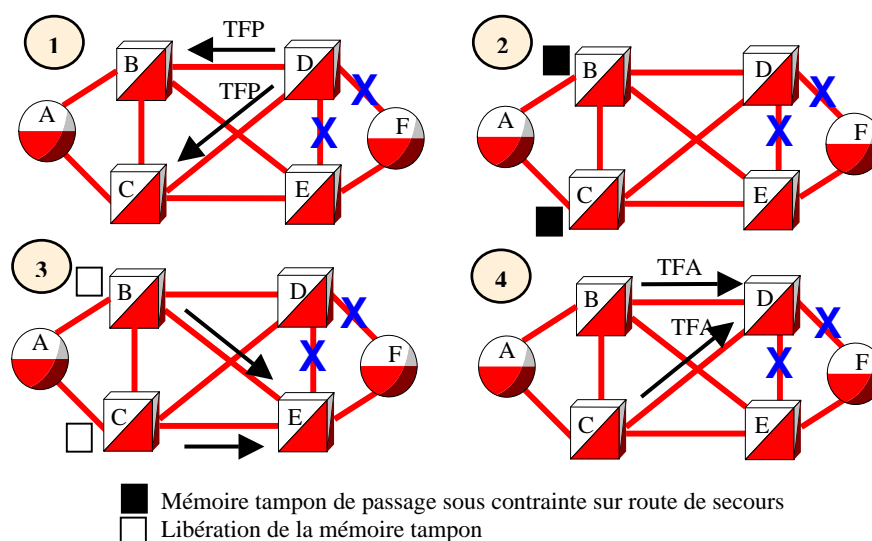 1
TFP
B
D
TFP
A
F
C
E
X
X
2
B
D
A
F
C
E
X
X
3
B
D
A
F
C
E
X
X
4
TFA
B
D
TFA
A
F
C
E
X
X
Mémoire tampon de passage sous contrainte sur route de secours
Libération de la mémoire tampon